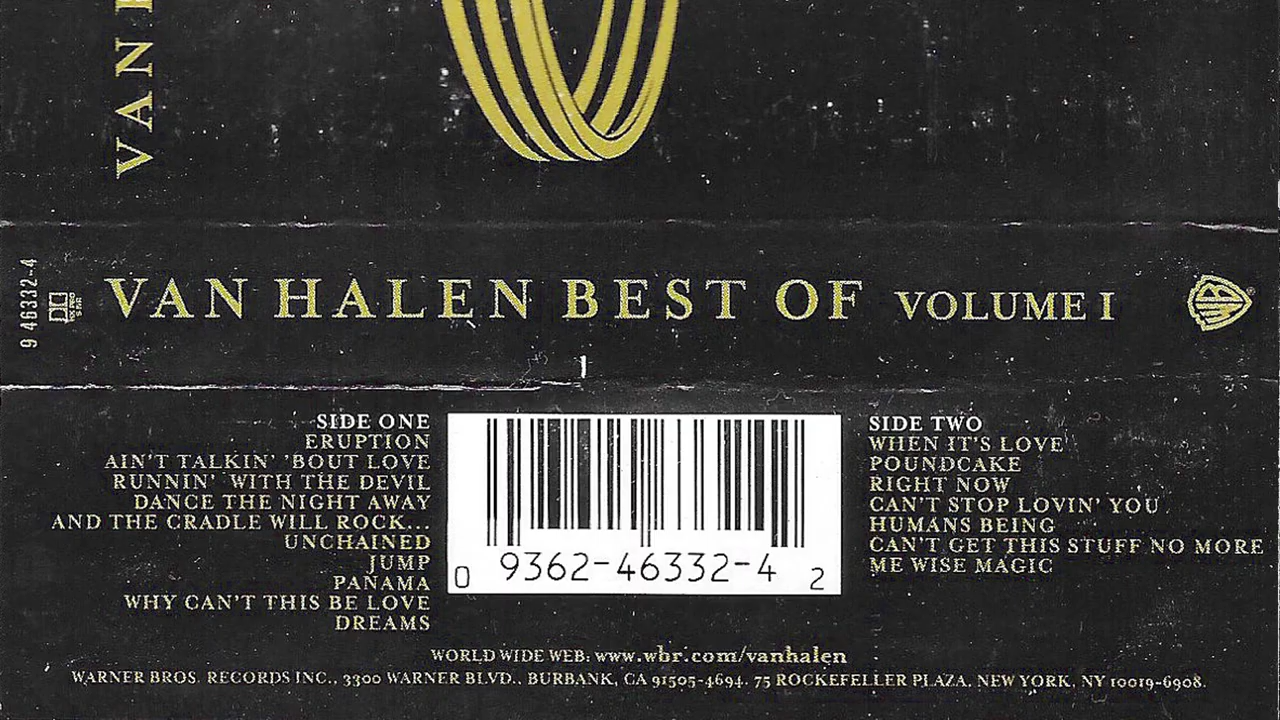 VAN
9 46332-4
VAN HALEN BEST OF VOLUME I
SIDE ONE
ERUPTION
AIN'T TALKIN' 'BOUT LOVE
RUNNIN' WITH THE DEVIL
DANCE THE NIGHT AWAY
AND THE CRADLE WILL ROCK...
UNCHAINED
JUMP
PANAMA
WHY CAN'T THIS BE LOVE
DREAMS
0 9362-46332-4 2
SIDE TWO
WHEN IT'S LOVE
POUNDCAKE
RIGHT NOW
CAN'T STOP LOVIN' YOU
HUMANS BEING
CAN'T GET THIS STUFF NO MORE
ME WISE MAGIC
WORLD WIDE WEB: www.wbr.com/vanhalen
WARNER BROS. RECORDS INC., 3300 WARNER BLVD., BURBANK, CA 91505-4694. 75 ROCKEFELLER PLAZA, NEW YORK, NY 10019-6908.